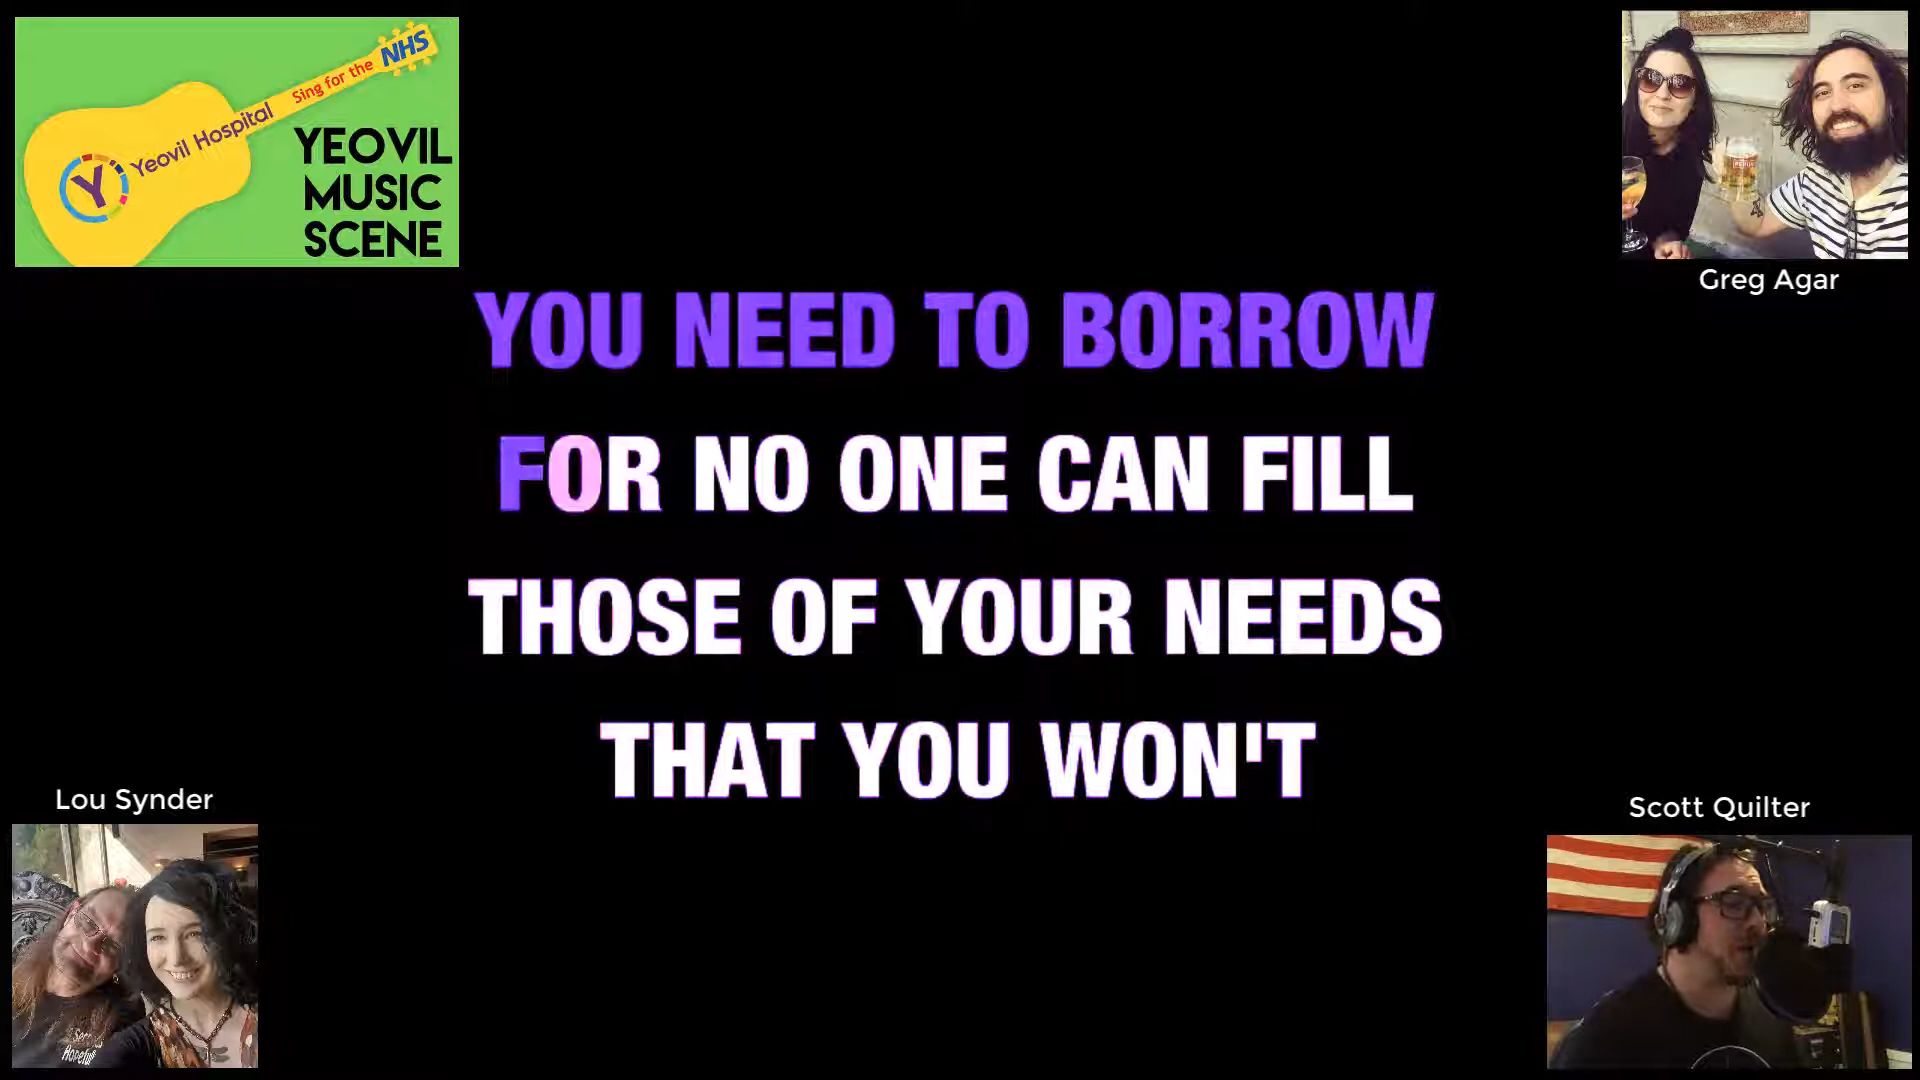 Yeovil Hospital
Sing for the
NHS
Y
YEOVIL
MUSIC
SCENE
Greg Agar
YOU NEED TO BORROW
FOR NO ONE CAN FILL
THOSE OF YOUR NEEDS
THAT YOU WON'T
Lou Synder
Scott Quilter
Hopeful